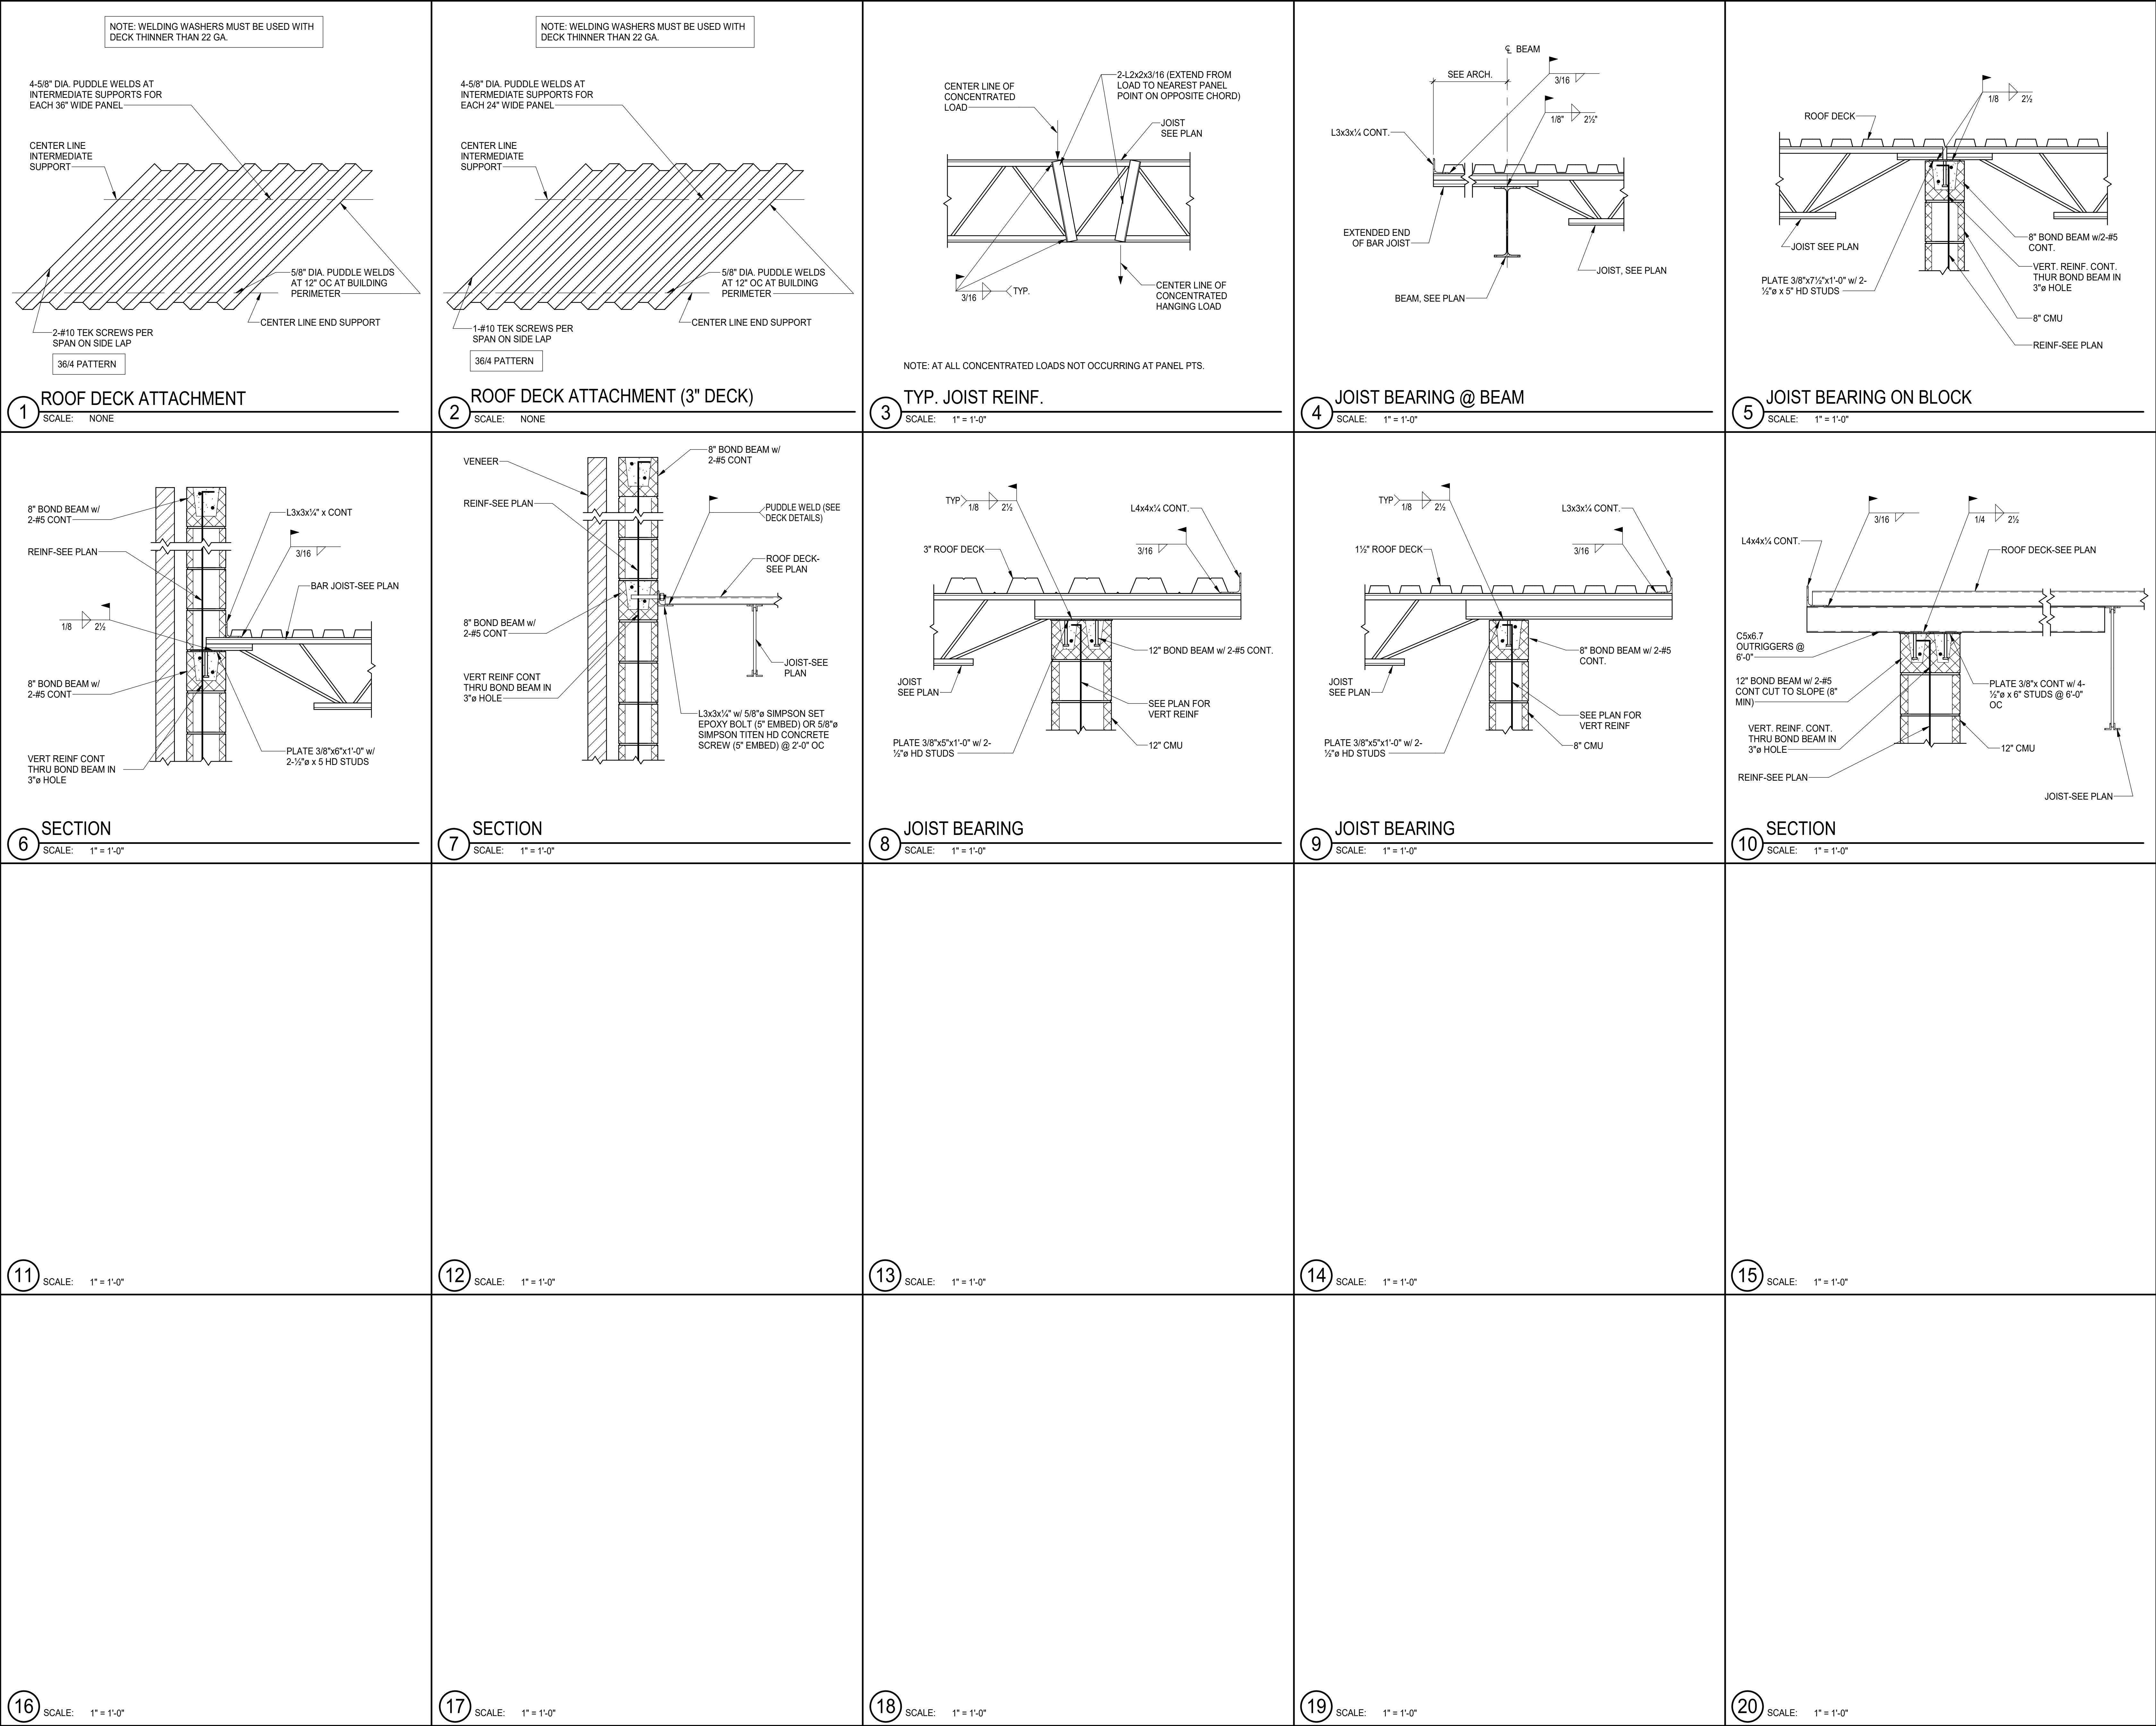 NOTE: WELDING WASHERS MUST BE USED WITH
DECK THINNER THAN 22 GA.
4-5/8" DIA. PUDDLE WELDS AT
INTERMEDIATE SUPPORTS FOR
EACH 36" WIDE PANEL
CENTER LINE
INTERMEDIATE
SUPPORT
5/8" DIA. PUDDLE WELDS
AT 12" OC AT BUILDING
PERIMETER
CENTER LINE END SUPPORT
2-#10 TEK SCREWS PER
SPAN ON SIDE LAP
36/4 PATTERN
1
ROOF DECK ATTACHMENT
SCALE: NONE
NOTE: WELDING WASHERS MUST BE USED WITH
DECK THINNER THAN 22 GA.
4-5/8" DIA. PUDDLE WELDS AT
INTERMEDIATE SUPPORTS FOR
EACH 24" WIDE PANEL
CENTER LINE
INTERMEDIATE
SUPPORT
5/8" DIA. PUDDLE WELDS
AT 12" OC AT BUILDING
PERIMETER
CENTER LINE END SUPPORT
1-#10 TEK SCREWS PER
SPAN ON SIDE LAP
36/4 PATTERN
2
ROOF DECK ATTACHMENT (3" DECK)
SCALE: NONE
CENTER LINE OF
CONCENTRATED
LOAD
2-L2x2x3/16 (EXTEND FROM
LOAD TO NEAREST PANEL
POINT ON OPPOSITE CHORD)
JOIST
SEE PLAN
3/16
TYP.
CENTER LINE OF
CONCENTRATED
HANGING LOAD
NOTE: AT ALL CONCENTRATED LOADS NOT OCCURRING AT PANEL PTS.
3
TYP. JOIST REINF.
SCALE: 1" = 1'-0"
℄ BEAM
SEE ARCH.
3/16
1/8" 2½"
L3x3x¼ CONT.
EXTENDED END
OF BAR JOIST
JOIST, SEE PLAN
BEAM, SEE PLAN
4
JOIST BEARING @ BEAM
SCALE: 1" = 1'-0"
1/8 2½
ROOF DECK
JOIST SEE PLAN
8" BOND BEAM w/2-#5
CONT.
VERT. REINF. CONT.
THUR BOND BEAM IN
3"ø HOLE
PLATE 3/8"x7½"x1'-0" w/ 2-
½"ø x 5" HD STUDS
8" CMU
REINF-SEE PLAN
5
JOIST BEARING ON BLOCK
SCALE: 1" = 1'-0"
8" BOND BEAM w/
2-#5 CONT
L3x3x¼" x CONT
REINF-SEE PLAN
3/16
BAR JOIST-SEE PLAN
1/8 2½
8" BOND BEAM w/
2-#5 CONT
PLATE 3/8"x6"x1'-0" w/
2-½"ø x 5 HD STUDS
VERT REINF CONT
THRU BOND BEAM IN
3"ø HOLE
6
SECTION
SCALE: 1" = 1'-0"
8" BOND BEAM w/
2-#5 CONT
VENEER
REINF-SEE PLAN
PUDDLE WELD (SEE
DECK DETAILS)
ROOF DECK-
SEE PLAN
8" BOND BEAM w/
2-#5 CONT
JOIST-SEE
PLAN
VERT REINF CONT
THRU BOND BEAM IN
3"ø HOLE
L3x3x¼" w/ 5/8"ø SIMPSON SET
EPOXY BOLT (5" EMBED) OR 5/8"ø
SIMPSON TITEN HD CONCRETE
SCREW (5" EMBED) @ 2'-0" OC
7
SECTION
SCALE: 1" = 1'-0"
TYP
1/8 2½
L4x4x¼ CONT.
3" ROOF DECK
3/16
12" BOND BEAM w/ 2-#5 CONT.
JOIST
SEE PLAN
SEE PLAN FOR
VERT REINF
PLATE 3/8"x5"x1'-0" w/ 2-
½"ø HD STUDS
12" CMU
8
JOIST BEARING
SCALE: 1" = 1'-0"
TYP
1/8 2½
L3x3x¼ CONT.
1½" ROOF DECK
3/16
8" BOND BEAM w/ 2-#5
CONT.
JOIST
SEE PLAN
SEE PLAN FOR
VERT REINF
PLATE 3/8"x5"x1'-0" w/ 2-
½"ø HD STUDS
8" CMU
9
JOIST BEARING
SCALE: 1" = 1'-0"
3/16
1/4 2½
L4x4x¼ CONT.
ROOF DECK-SEE PLAN
C5x6.7
OUTRIGGERS @
6'-0"
12" BOND BEAM w/ 2-#5
CONT CUT TO SLOPE (8"
MIN)
PLATE 3/8"x CONT w/ 4-
½"ø x 6" STUDS @ 6'-0"
OC
VERT. REINF. CONT.
THRU BOND BEAM IN
3"ø HOLE
12" CMU
REINF-SEE PLAN
JOIST-SEE PLAN
10
SECTION
SCALE: 1" = 1'-0"
11
SCALE: 1" = 1'-0"
12
SCALE: 1" = 1'-0"
13
SCALE: 1" = 1'-0"
14
SCALE: 1" = 1'-0"
15
SCALE: 1" = 1'-0"
16
SCALE: 1" = 1'-0"
17
SCALE: 1" = 1'-0"
18
SCALE: 1" = 1'-0"
19
SCALE: 1" = 1'-0"
20
SCALE: 1" = 1'-0"